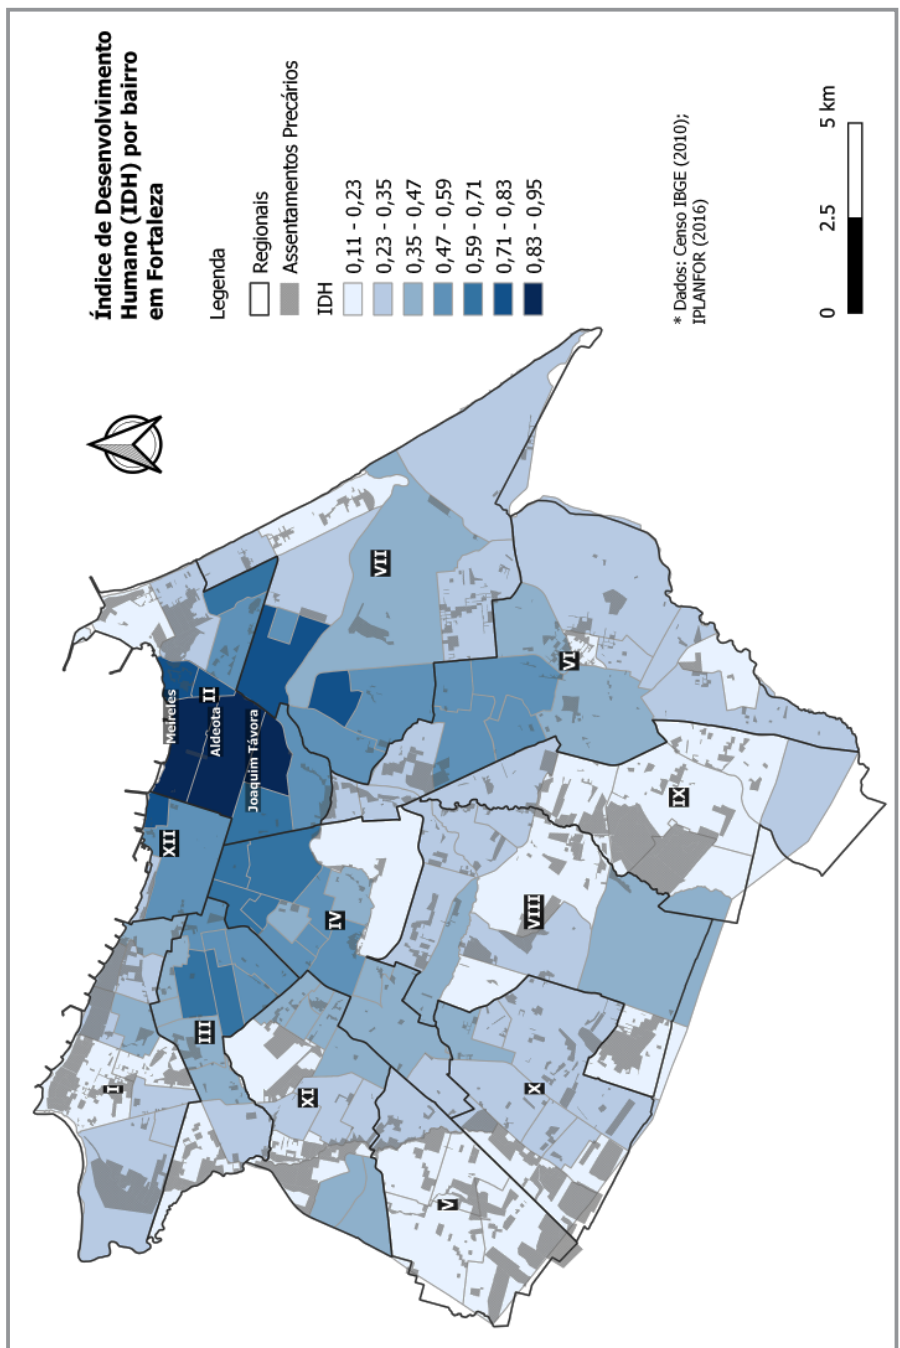 Índice de Desenvolvimento
Humano (IDH) por bairro
em Fortaleza
Legenda
Regionais
Assentamentos Precários
IDH
0,11 - 0,23
0,23 - 0,35
0,35 - 0,47
0,47 - 0,59
0,59 - 0,71
0,71 - 0,83
0,83 - 0,95
* Dados: Censo IBGE (2010);
IPLANFOR (2016)
0 2.5 5 km
Meireles
Aldeota
II
Joaquim Távora
XII
I
III
IV
VII
XI
V
X
VIII
VI
IX